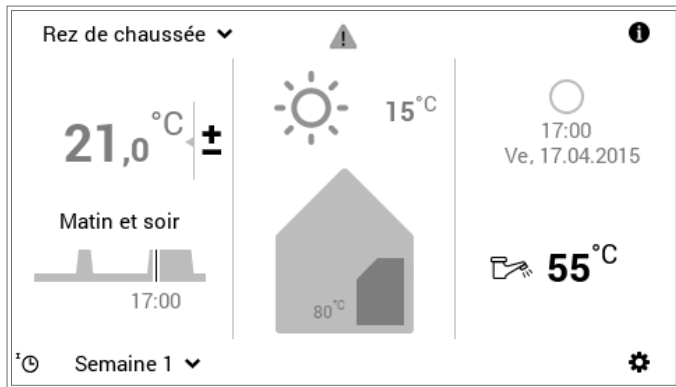 Rez de chaussée
21,0 °C ±
15 °C
17:00
Ve, 17.04.2015
Matin et soir
17:00
80 °C
55 °C
Semaine 1